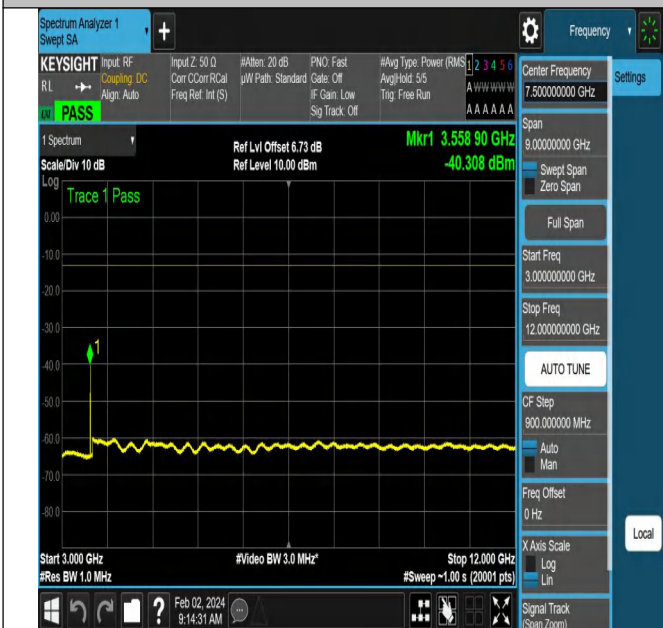 Spectrum Analyzer 1
Swept SA
+
Frequency
KEYSIGHT
RL
PASS
Input: RF
Coupling: DC
Align: Auto
Input Z: 50 Ω
Corr CCorr RCal
Freq Ref: Int (S)
#Atten: 20 dB
µW Path: Standard
PNO: Fast
Gate: Off
IF Gain: Low
Sig Track: Off
#Avg Type: Power (RMS
Avg|Hold: 5/5
Trig: Free Run
1 2 3 4 5 6
A W W W W W
A A A A A A
1 Spectrum
Scale/Div 10 dB
Log
Ref Lvl Offset 6.73 dB
Ref Level 10.00 dBm
Mkr1 3.558 90 GHz
-40.308 dBm
Trace 1 Pass
0.00
-10.0
-20.0
-30.0
1
-40.0
-50.0
-60.0
-70.0
-80.0
Start 3.000 GHz
#Res BW 1.0 MHz
#Video BW 3.0 MHz*
Stop 12.000 GHz
#Sweep ~1.00 s (20001 pts)
?
Feb 02, 2024
9:14:31 AM
Center Frequency
7.500000000 GHz
Settings
Span
9.00000000 GHz
Swept Span
Zero Span
Full Span
Start Freq
3.000000000 GHz
Stop Freq
12.000000000 GHz
AUTO TUNE
CF Step
900.000000 MHz
Auto
Man
Freq Offset
0 Hz
X Axis Scale
Log
Lin
Local
Signal Track
(Span Zoom)